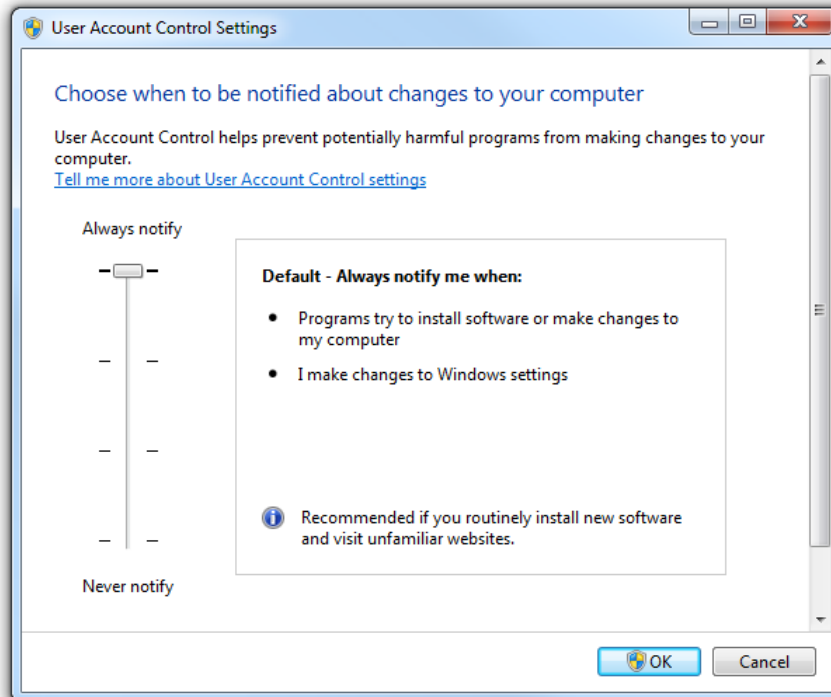 User Account Control Settings
Choose when to be notified about changes to your computer
User Account Control helps prevent potentially harmful programs from making changes to your
computer.
Tell me more about User Account Control settings
Always notify
Default - Always notify me when:
• Programs try to install software or make changes to
my computer
• I make changes to Windows settings
Recommended if you routinely install new software
and visit unfamiliar websites.
Never notify
OK
Cancel